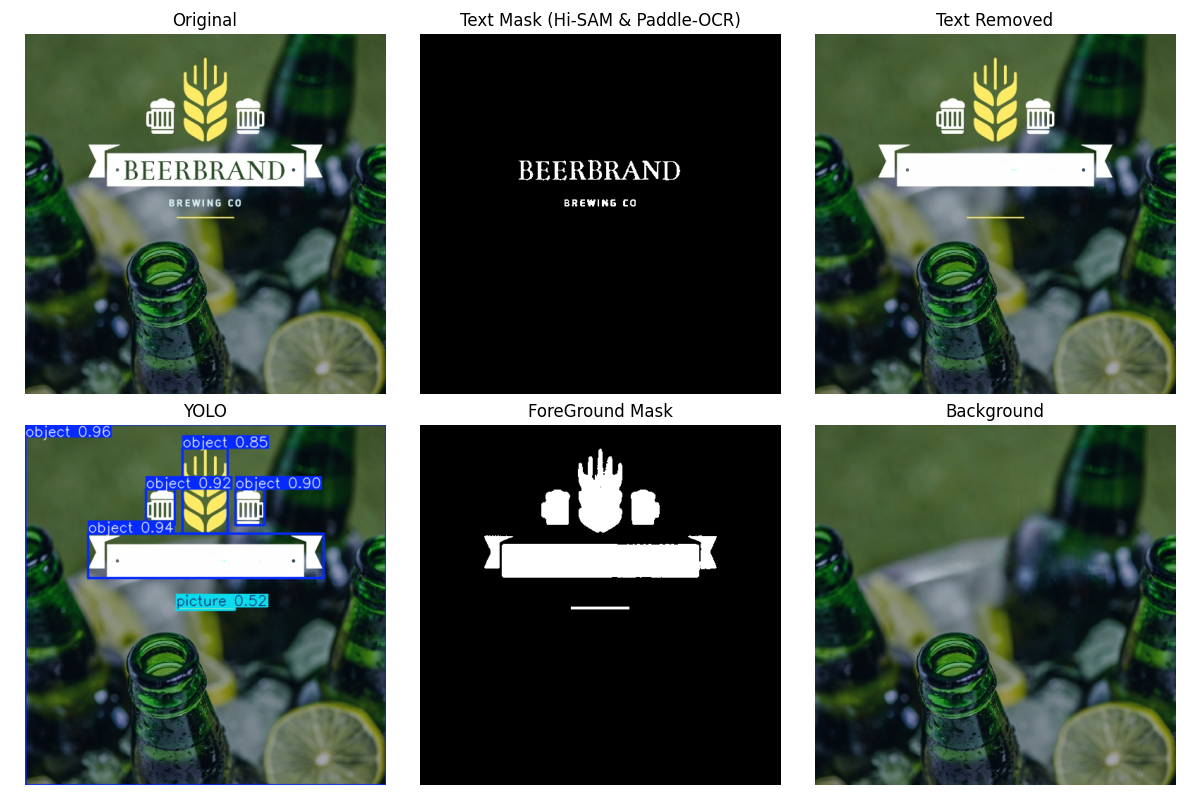 Original
Text Mask (Hi-SAM & Paddle-OCR)
Text Removed
BEERBRAND
BREWING CO
BEERBRAND
BREWING CO
YOLO
ForeGround Mask
Background
object 0.96
object 0.85
object 0.92
object 0.90
object 0.94
picture 0.52